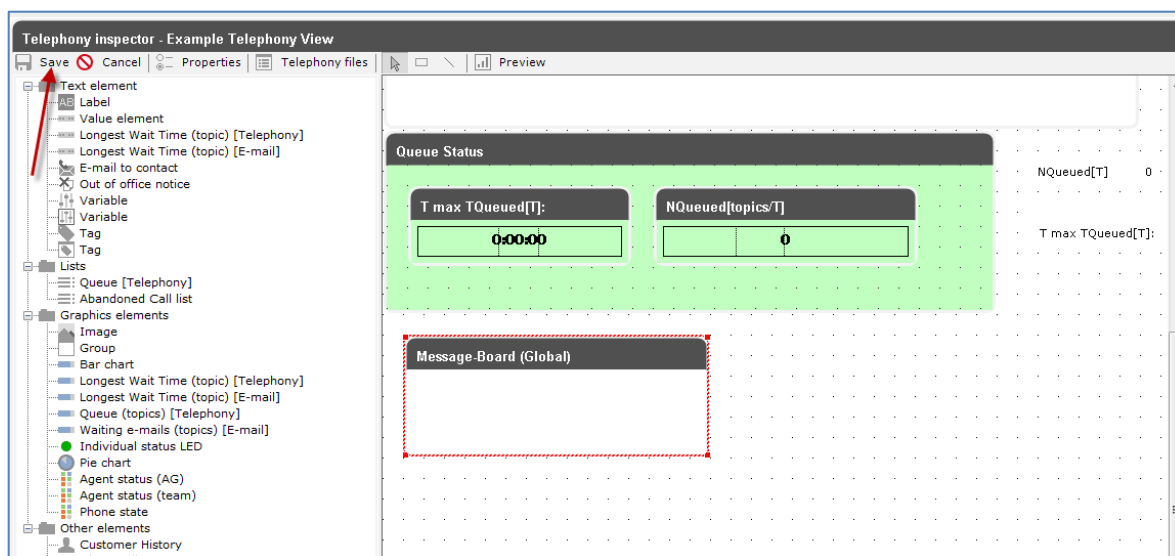 Telephony inspector - Example Telephony View
Save Cancel Properties Telephony files Preview
Text element
AB Label
Value element
Longest Wait Time (topic) [Telephony]
Longest Wait Time (topic) [E-mail]
E-mail to contact
Out of office notice
Variable
Variable
Tag
Tag
Lists
Queue [Telephony]
Abandoned Call list
Graphics elements
Image
Group
Bar chart
Longest Wait Time (topic) [Telephony]
Longest Wait Time (topic) [E-mail]
Queue (topics) [Telephony]
Waiting e-mails (topics) [E-mail]
Individual status LED
Pie chart
Agent status (AG)
Agent status (team)
Phone state
Other elements
Customer History
Queue Status
T max TQueued[T]:
0:00:00
NQueued[topics/T]
0
Message-Board (Global)
NQueued[T] 0
T max TQueued[T]: